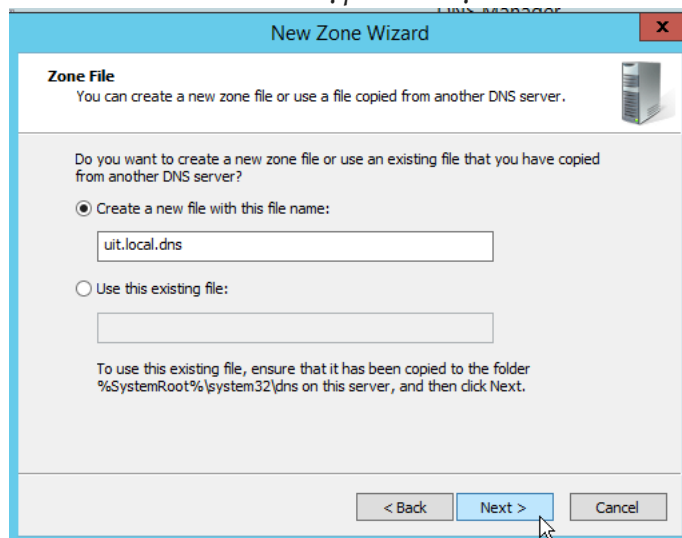 DNS Manager
New Zone Wizard
x
Zone File
You can create a new zone file or use a file copied from another DNS server.
Do you want to create a new zone file or use an existing file that you have copied
from another DNS server?
Create a new file with this file name:
uit.local.dns
Use this existing file:
To use this existing file, ensure that it has been copied to the folder
%SystemRoot%\system32\dns on this server, and then click Next.
< Back
Next >
Cancel